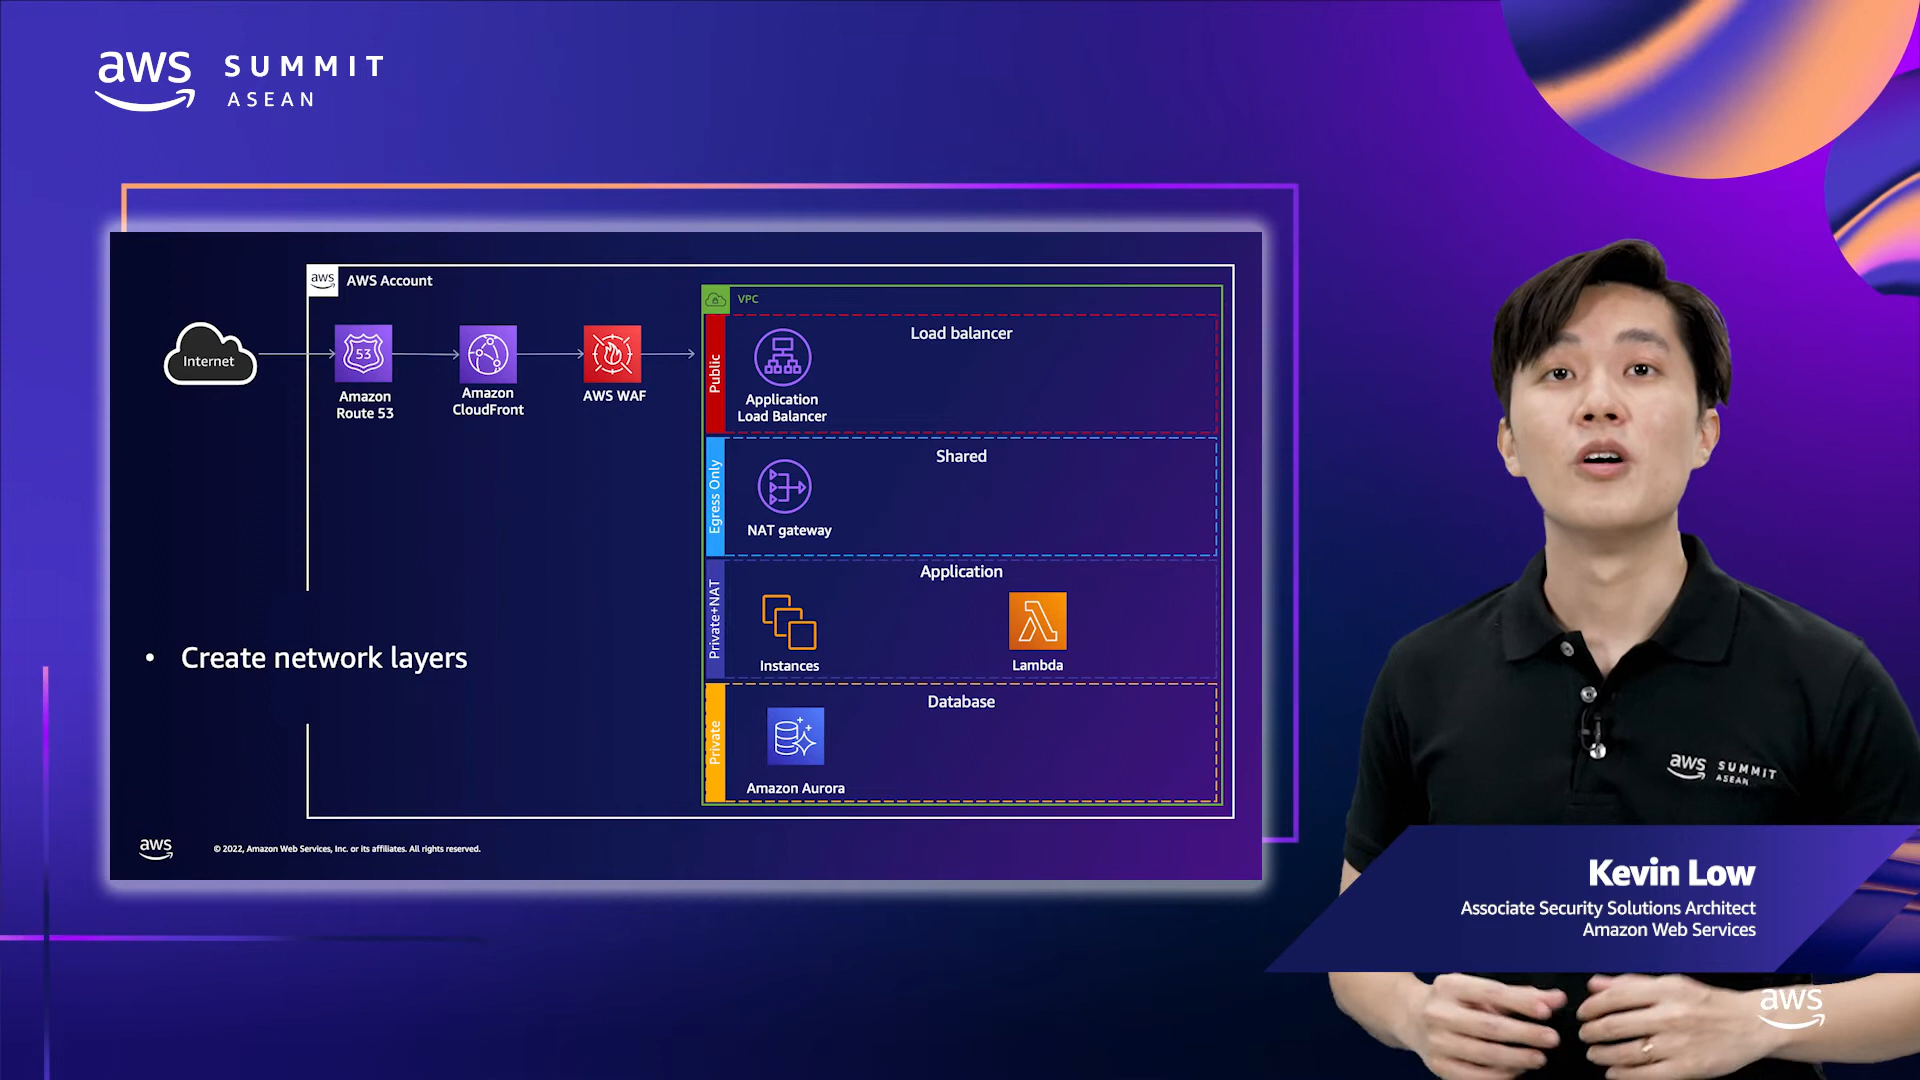 aws SUMMIT
ASEAN
aws AWS Account
VPC
Internet
53
Amazon
Route 53
Amazon
CloudFront
AWS WAF
Public
Load balancer
Application
Load Balancer
Egress Only
Shared
NAT gateway
Private+NAT
Application
Instances
Lambda
Private
Database
Amazon Aurora
• Create network layers
aws
© 2022, Amazon Web Services, Inc. or its affiliates. All rights reserved.
aws SUMMIT
ASEAN
Kevin Low
Associate Security Solutions Architect
Amazon Web Services
aws